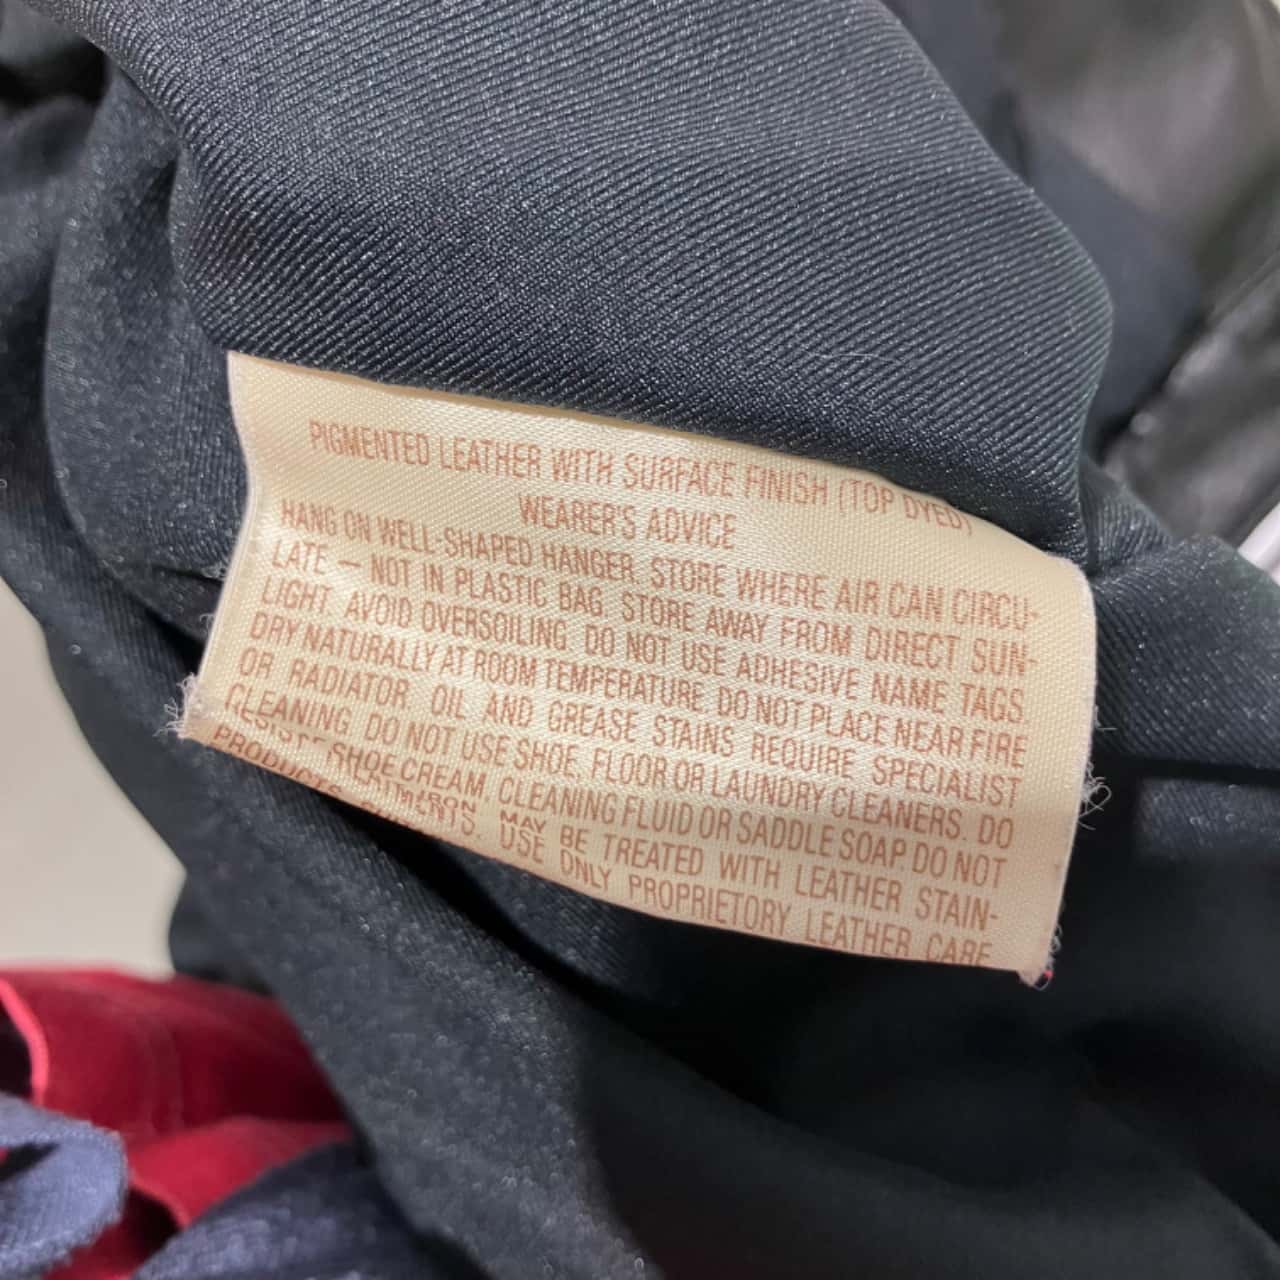 PIGMENTED LEATHER WITH SURFACE FINISH (TOP DYED)
WEARER'S ADVICE
HANG ON WELL-SHAPED HANGER. STORE WHERE AIR CAN CIRCU-
LATE — NOT IN PLASTIC BAG. STORE AWAY FROM DIRECT SUN-
LIGHT. AVOID OVERSOILING. DO NOT USE ADHESIVE NAME TAGS.
DRY NATURALLY AT ROOM TEMPERATURE. DO NOT PLACE NEAR FIRE
OR RADIATOR. OIL AND GREASE STAINS REQUIRE SPECIALIST
CLEANING. DO NOT USE SHOE, FLOOR OR LAUNDRY CLEANERS. DO
SHOE CREAM, CLEANING FLUID OR SADDLE SOAP DO NOT
IRON. MAY BE TREATED WITH LEATHER STAIN-
USE ONLY PROPRIETORY LEATHER CARE